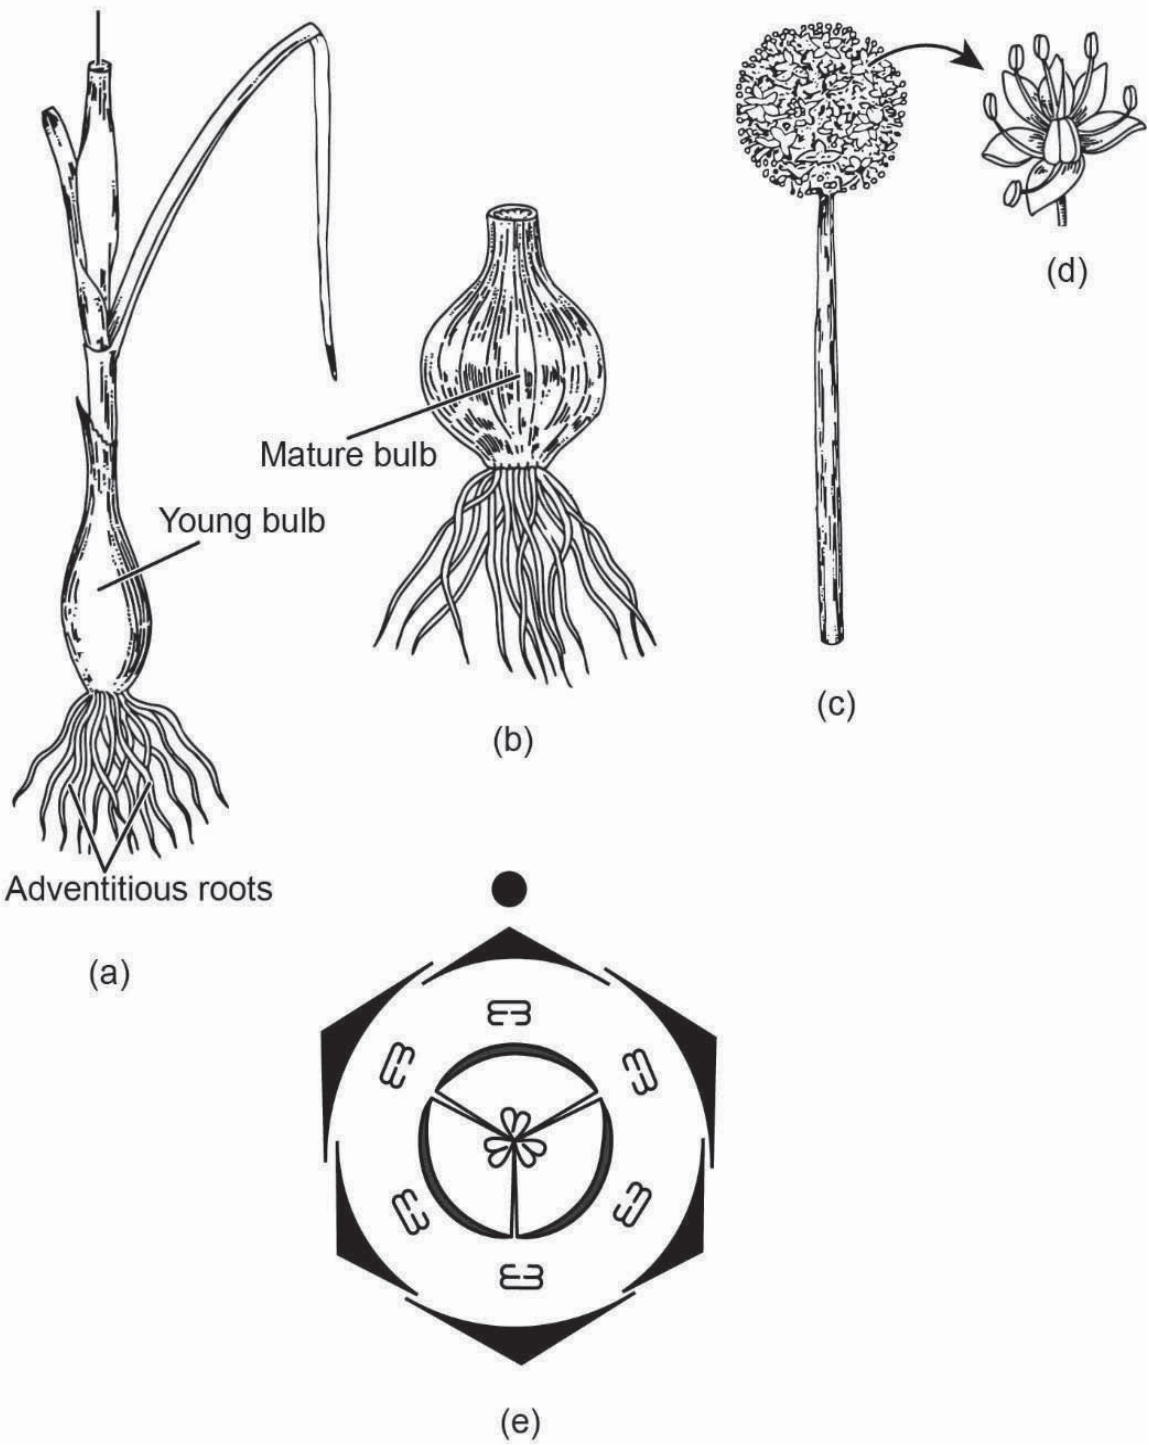 (d)
Mature bulb
Young bulb
(c)
(b)
Adventitious roots
(a)
(e)